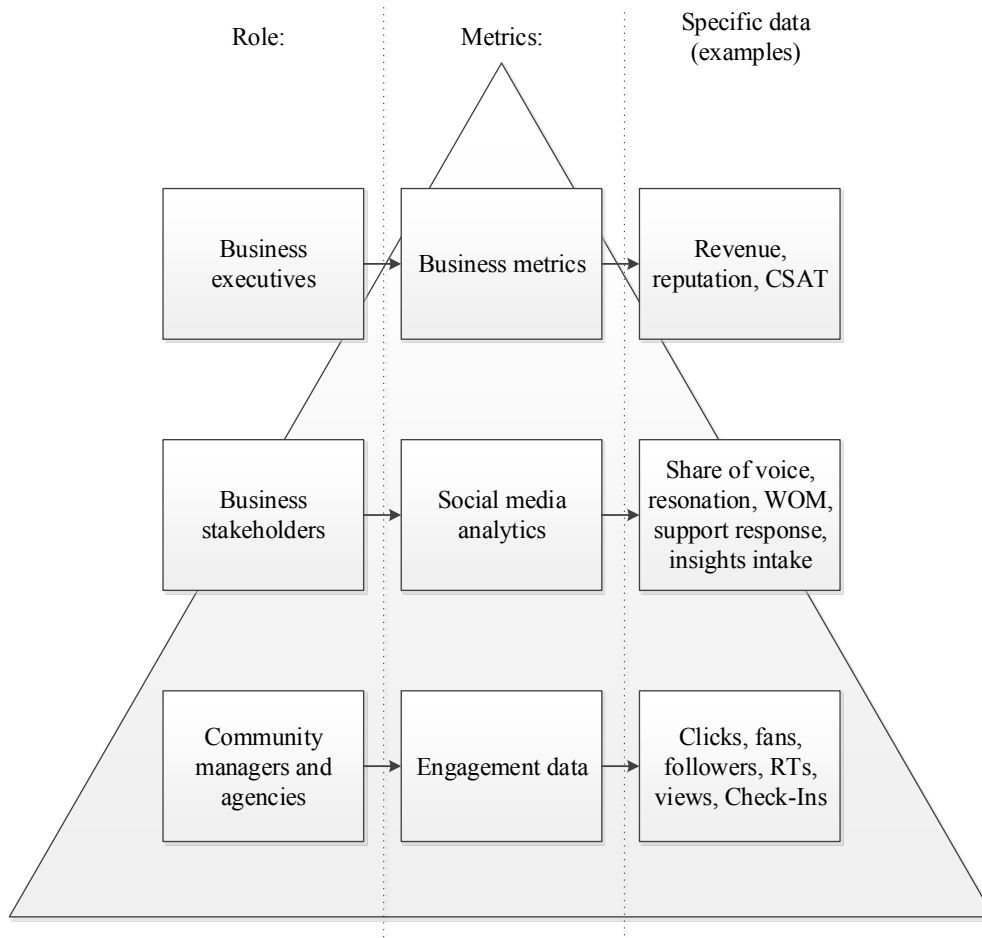 Role:
Metrics:
Specific data
(examples)
Business
executives
Business metrics
Revenue,
reputation, CSAT
Business
stakeholders
Social media
analytics
Share of voice,
resonation, WOM,
support response,
insights intake
Community
managers and
agencies
Engagement data
Clicks, fans,
followers, RTs,
views, Check-Ins